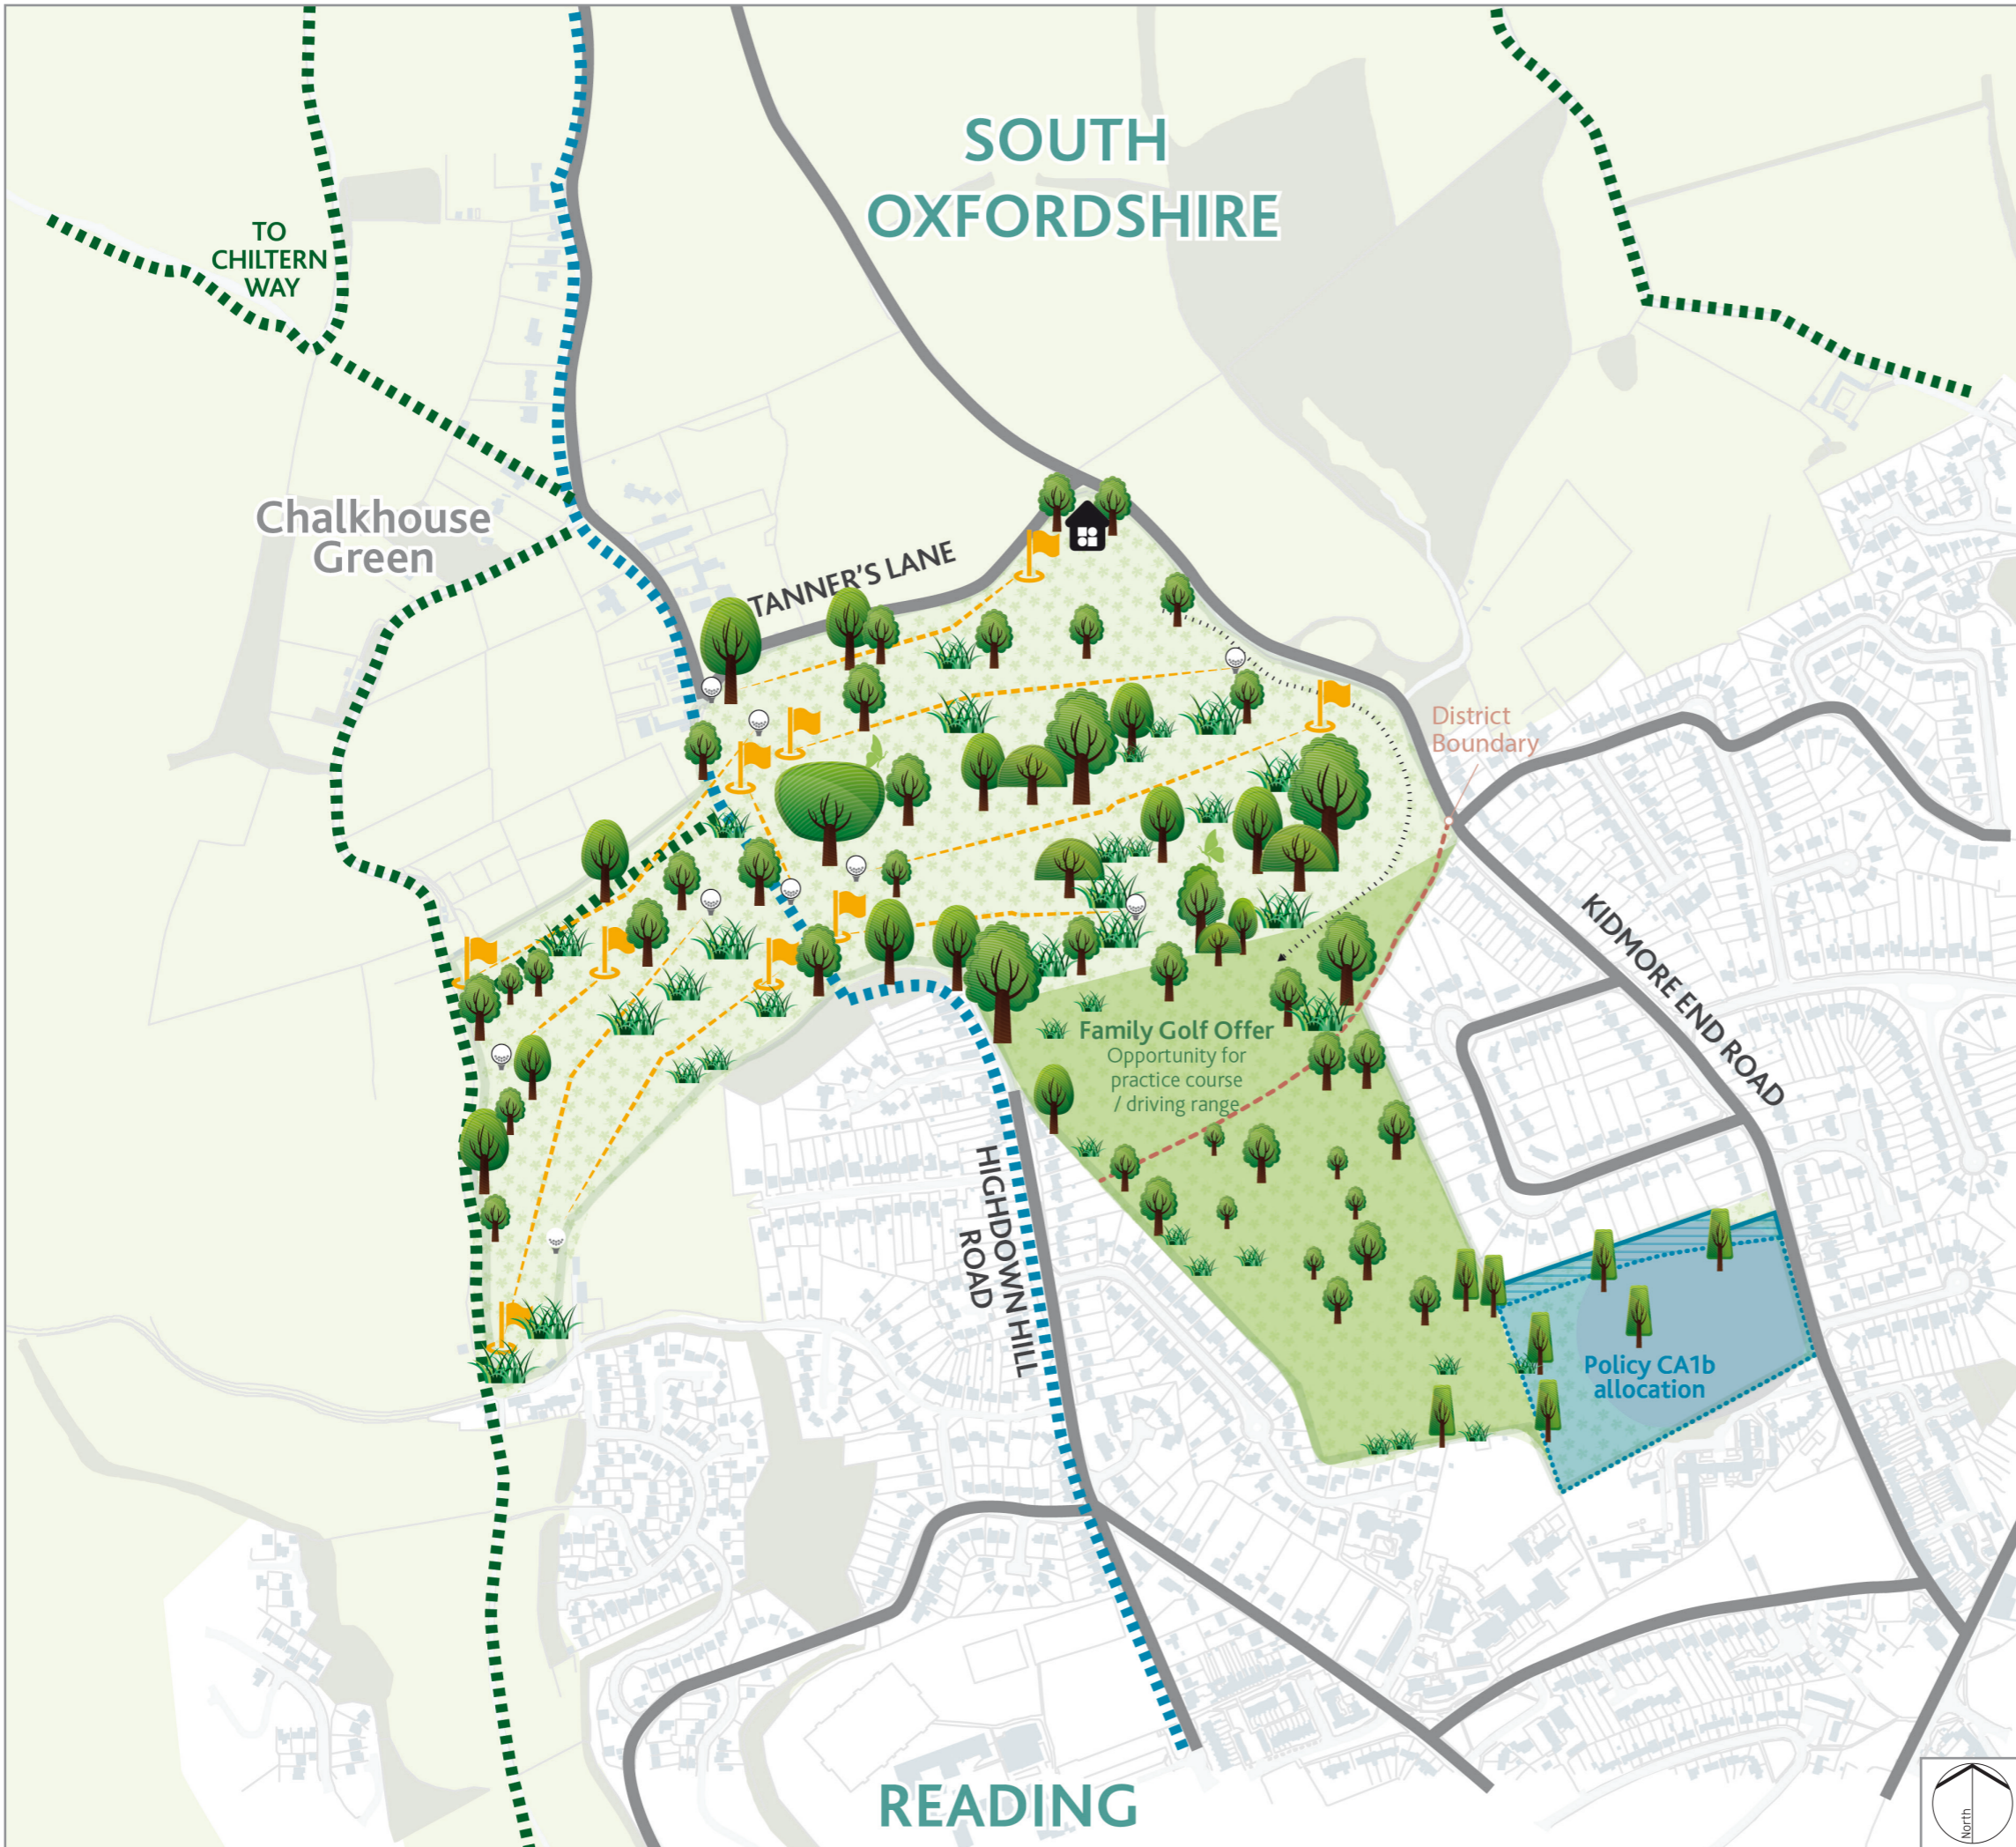 SOUTH
OXFORDSHIRE
TO
CHILTERN
WAY
Chalkhouse
Green
TANNER'S LANE
District
Boundary
KIDMORE END ROAD
Family Golf Offer
Opportunity for
practice course
/ driving range
HIGHDOWN HILL
ROAD
Policy CA1b
allocation
READING
North